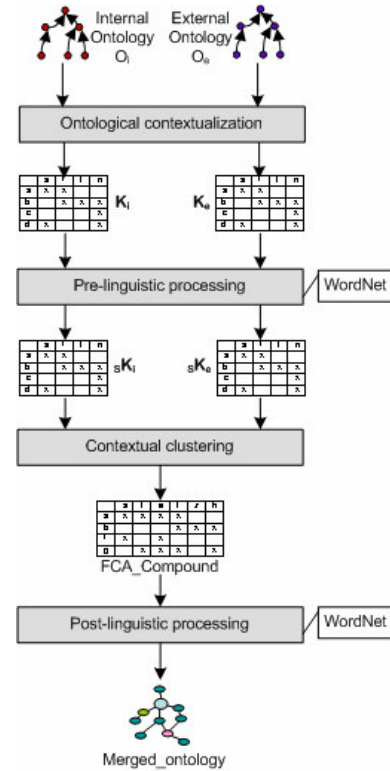 Internal
Ontology
Oi
External
Ontology
Oe
Ontological contextualization
Ki
Ke
Pre-linguistic processing
WordNet
sKi
sKe
Contextual clustering
FCA_Compound
Post-linguistic processing
WordNet
Merged_ontology